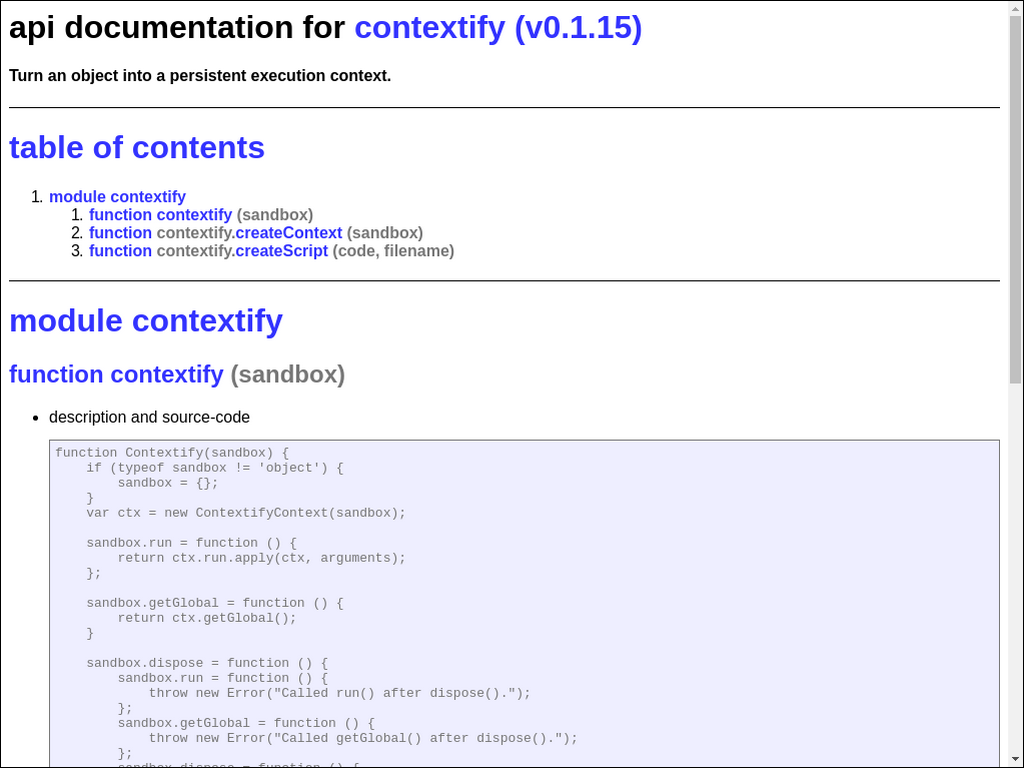 api documentation for contextify (v0.1.15)
Turn an object into a persistent execution context.
table of contents
1. module contextify
1. function contextify (sandbox)
2. function contextify.createContext (sandbox)
3. function contextify.createScript (code, filename)
module contextify
function contextify (sandbox)
• description and source-code
function Contextify(sandbox) {
    if (typeof sandbox != 'object') {
        sandbox = {};
    }
    var ctx = new ContextifyContext(sandbox);

    sandbox.run = function () {
        return ctx.run.apply(ctx, arguments);
    };

    sandbox.getGlobal = function () {
        return ctx.getGlobal();
    }

    sandbox.dispose = function () {
        sandbox.run = function () {
            throw new Error("Called run() after dispose().");
        };
        sandbox.getGlobal = function () {
            throw new Error("Called getGlobal() after dispose().");
        };
        sandbox.dispose = function () {